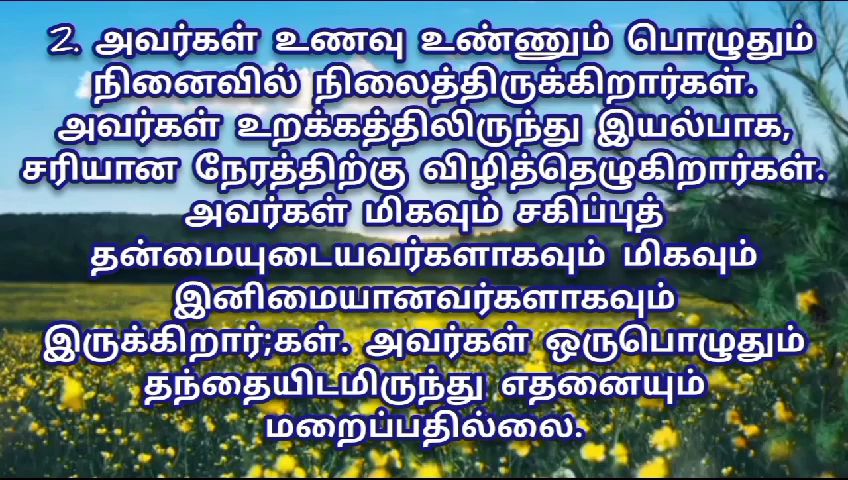 2. அவர்கள் உணவு உண்ணும் பொழுதும்
நினைவில் நிலைத்திருக்கிறார்கள்.
அவர்கள் உறக்கத்திலிருந்து இயல்பாக,
சரியான நேரத்திற்கு விழித்தெழுகிறார்கள்.
அவர்கள் மிகவும் சகிப்புத்
தன்மையுடையவர்களாகவும் மிகவும்
இனிமையானவர்களாகவும்
இருக்கிறார்;கள். அவர்கள் ஒருபொழுதும்
தந்தையிடமிருந்து எதனையும்
மறைப்பதில்லை.